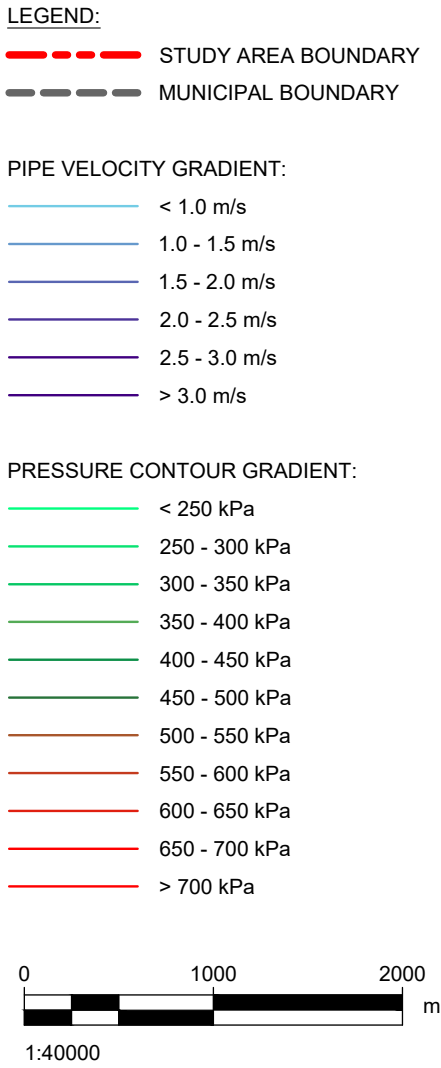 LEGEND:
STUDY AREA BOUNDARY
MUNICIPAL BOUNDARY
PIPE VELOCITY GRADIENT:
< 1.0 m/s
1.0 - 1.5 m/s
1.5 - 2.0 m/s
2.0 - 2.5 m/s
2.5 - 3.0 m/s
> 3.0 m/s
PRESSURE CONTOUR GRADIENT:
< 250 kPa
250 - 300 kPa
300 - 350 kPa
350 - 400 kPa
400 - 450 kPa
450 - 500 kPa
500 - 550 kPa
550 - 600 kPa
600 - 650 kPa
650 - 700 kPa
> 700 kPa
0 1000 2000
m
1:40000